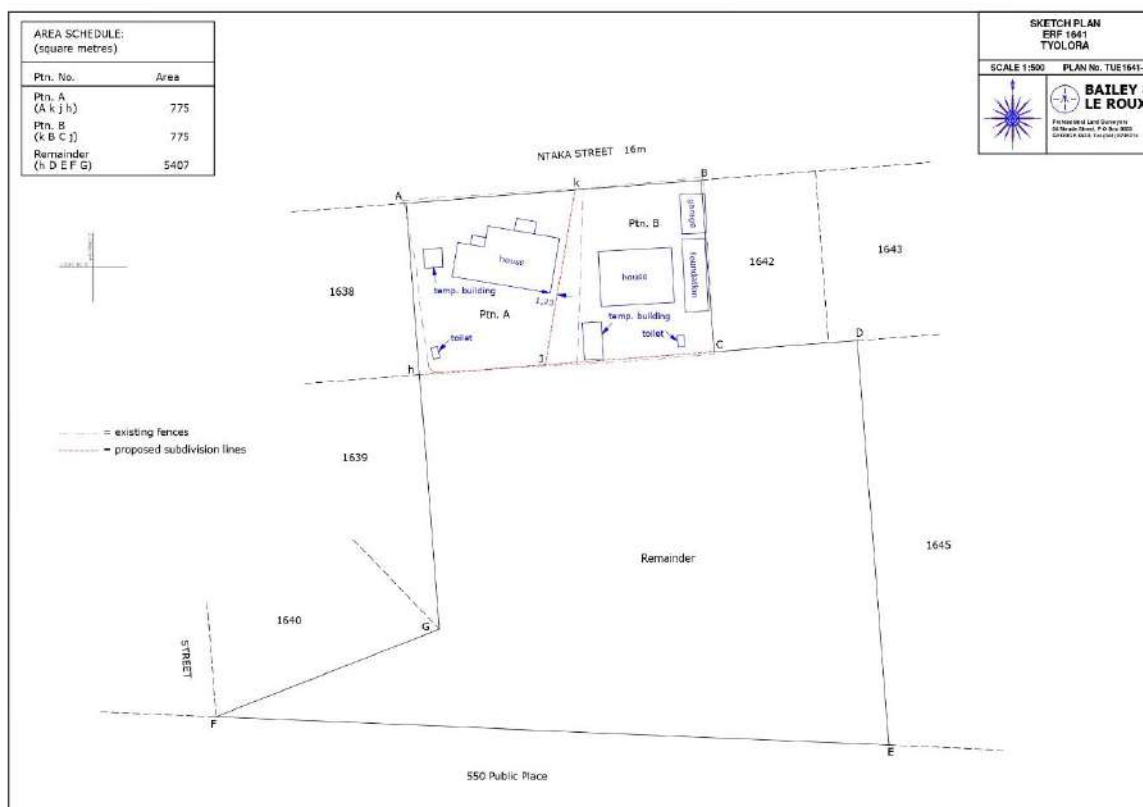 AREA SCHEDULE:
(square metres)
Ptn. No. Area
Ptn. A
(A k j h) 775
Ptn. B
(k B C j) 775
Remainder
(h D E F G) 5407
SKETCH PLAN
ERF 1641
TYOLORA
SCALE 1:500 PLAN No. TUE1641-
BAILEY &
LE ROUX
Professional Land Surveyors
NTAKA STREET 16m
A
k
B
garage
Ptn. B
house
house
foundation
1638
temp. building
1,23
Ptn. A
temp. building
toilet
toilet
1642
1643
h
J
C
D
= existing fences
= proposed subdivision lines
1639
Remainder
1645
1640
G
STREET
F
E
550 Public Place